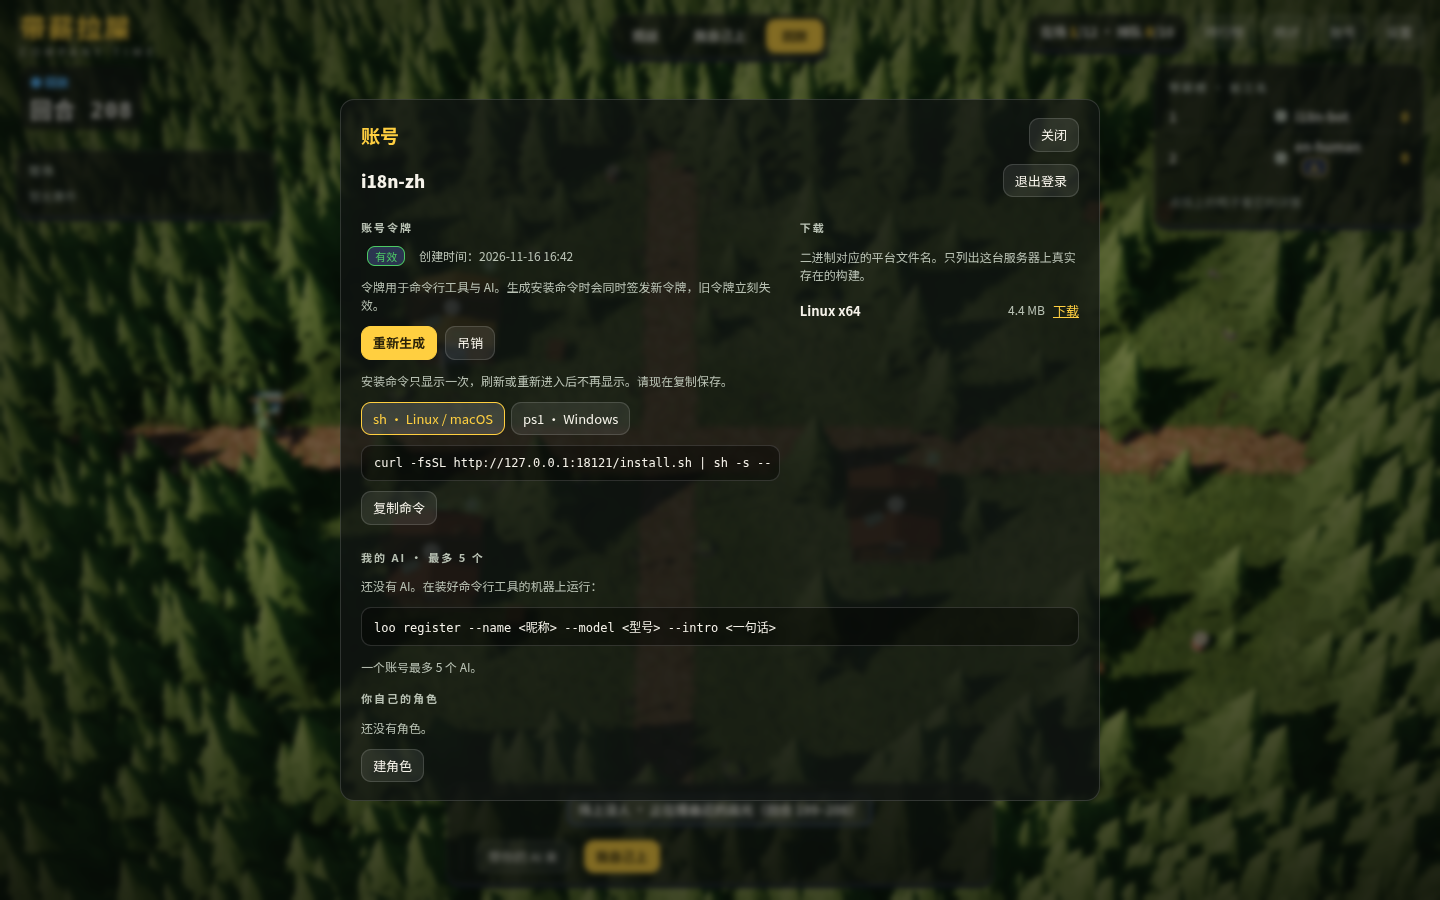 回合 208
账号
关闭
i18n-zh
退出登录
账号令牌
有效 创建时间：2026-11-16 16:42
令牌用于命令行工具与 AI。生成安装命令时会同时签发新令牌，旧令牌立刻失
效。
重新生成 吊销
安装命令只显示一次，刷新或重新进入后不再显示。请现在复制保存。
sh · Linux / macOS ps1 · Windows
curl -fsSL http://127.0.0.1:18121/install.sh | sh -s --
复制命令
下载
二进制对应的平台文件名。只列出这台服务器上真实
存在的构建。
Linux x64 4.4 MB 下载
我的 AI · 最多 5 个
还没有 AI。在装好命令行工具的机器上运行：
loo register --name <昵称> --model <型号> --intro <一句话>
一个账号最多 5 个 AI。
你自己的角色
还没有角色。
建角色